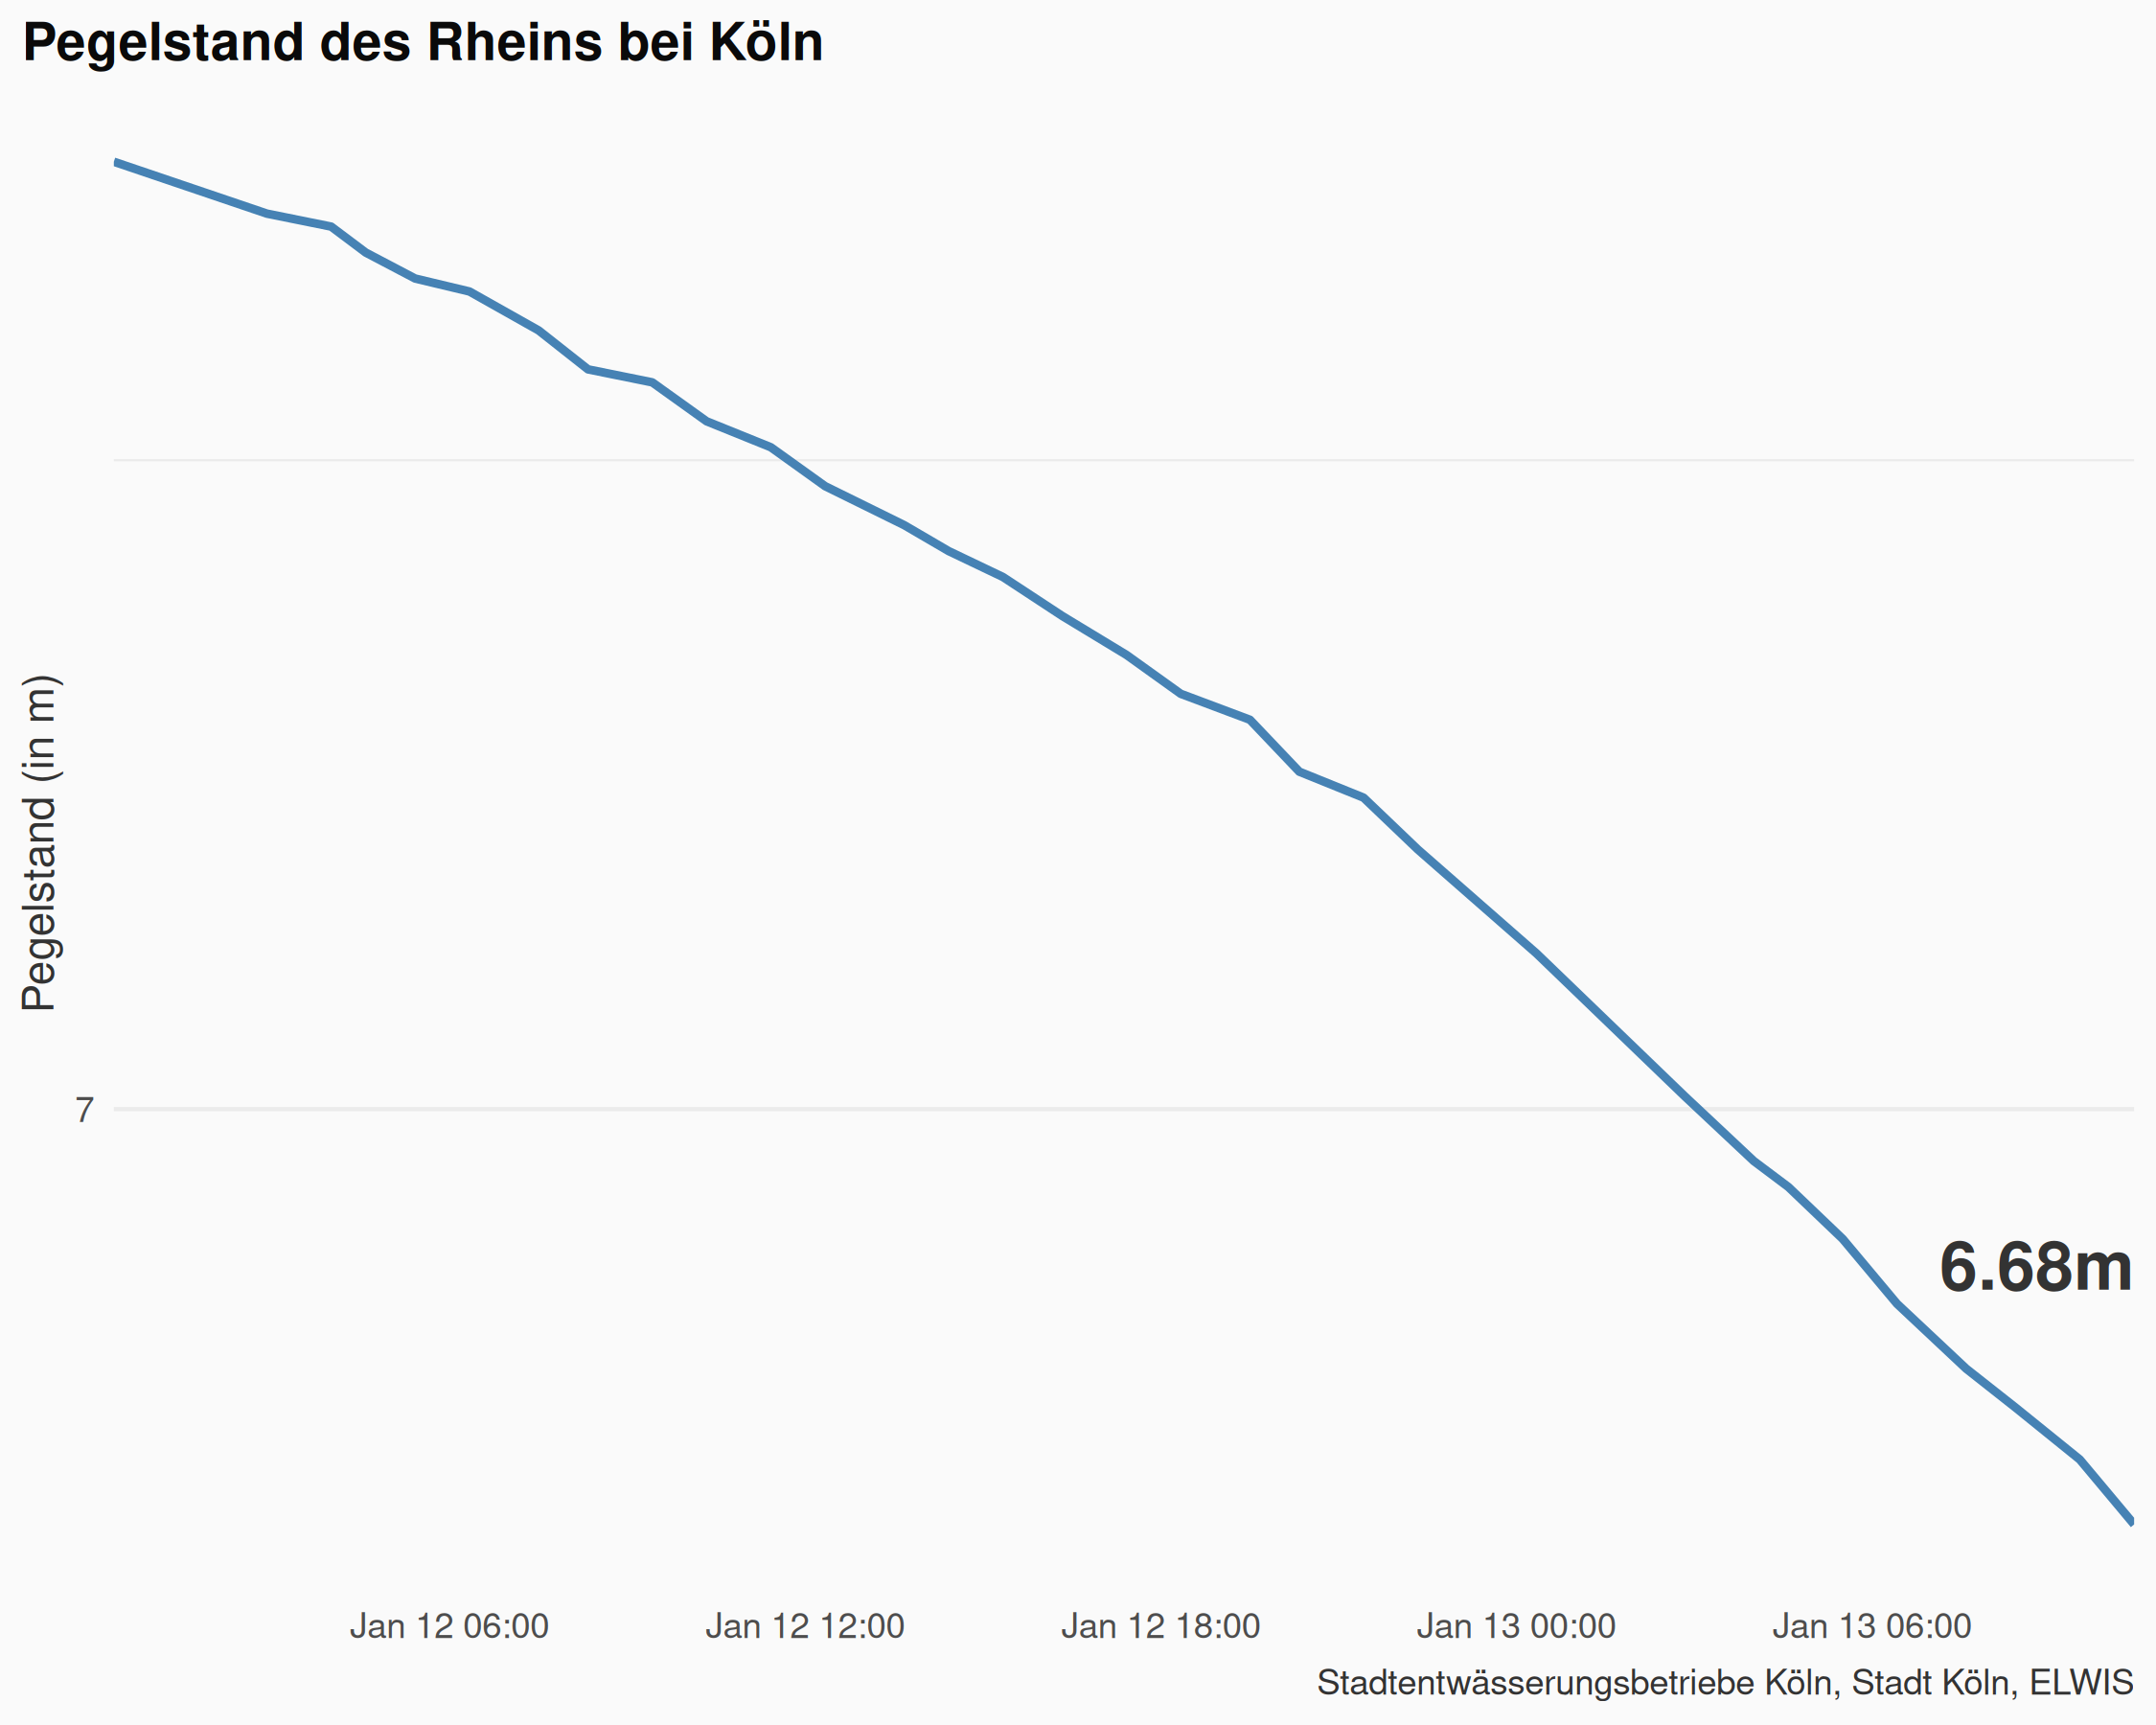 Pegelstand des Rheins bei Köln
Pegelstand (in m)
7
6.68m
Jan 12 06:00
Jan 12 12:00
Jan 12 18:00
Jan 13 00:00
Jan 13 06:00
Stadtentwässerungsbetriebe Köln, Stadt Köln, ELWIS